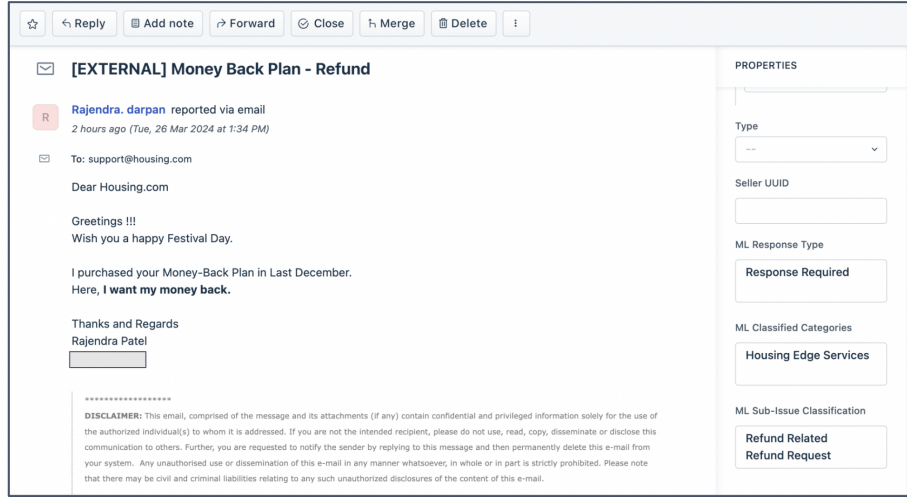 Reply
Add note
Forward
Close
Merge
Delete
[EXTERNAL] Money Back Plan - Refund
R
Rajendra. darpan reported via email
2 hours ago (Tue, 26 Mar 2024 at 1:34 PM)
To: support@housing.com
Dear Housing.com
Greetings !!!
Wish you a happy Festival Day.
I purchased your Money-Back Plan in Last December.
Here, I want my money back.
Thanks and Regards
Rajendra Patel
******************
DISCLAIMER: This email, comprised of the message and its attachments (if any) contain confidential and privileged information solely for the use of
the authorized individual(s) to whom it is addressed. If you are not the intended recipient, please do not use, read, copy, disseminate or disclose this
communication to others. Further, you are requested to notify the sender by replying to this message and then permanently delete this e-mail from
your system. Any unauthorised use or dissemination of this e-mail in any manner whatsoever, in whole or in part is strictly prohibited. Please note
that there may be civil and criminal liabilities relating to any such unauthorized disclosures of the content of this e-mail.
PROPERTIES
Type
--
Seller UUID
ML Response Type
Response Required
ML Classified Categories
Housing Edge Services
ML Sub-Issue Classification
Refund Related
Refund Request